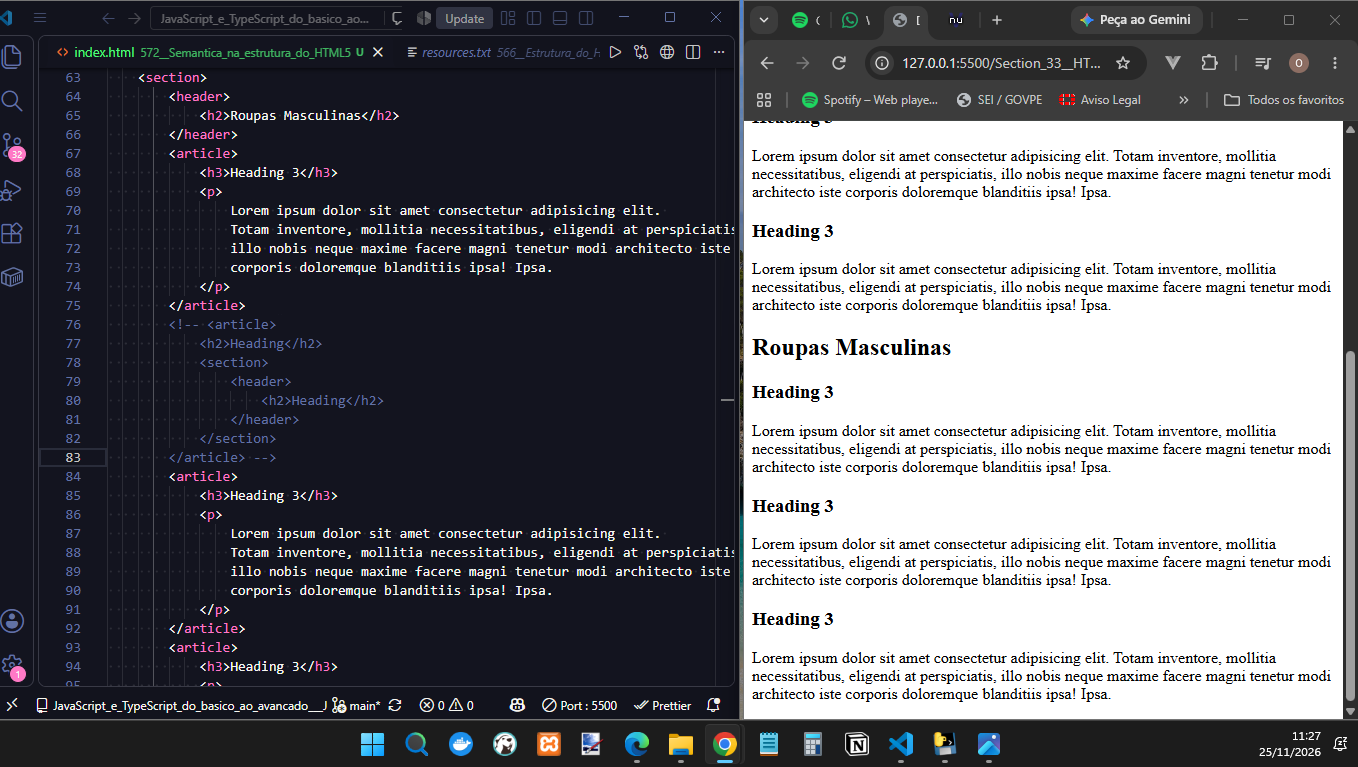 JavaScript_e_TypeScript_do_basico_ao...
Update
index.html 572__Semantica_na_estrutura_do_HTML5 U
resources.txt 566__Estrutura_do_H
63 <section>
64 <header>
65 <h2>Roupas Masculinas</h2>
66 </header>
67 <article>
68 <h3>Heading 3</h3>
69 <p>
70 Lorem ipsum dolor sit amet consectetur adipisicing elit.
71 Totam inventore, mollitia necessitatibus, eligendi at perspiciatis
72 illo nobis neque maxime facere magni tenetur modi architecto iste
73 corporis doloremque blanditiis ipsa! Ipsa.
74 </p>
75 </article>
76 <!-- <article>
77 <h2>Heading</h2>
78 <section>
79 <header>
80 <h2>Heading</h2>
81 </header>
82 </section>
83 </article> -->
84 <article>
85 <h3>Heading 3</h3>
86 <p>
87 Lorem ipsum dolor sit amet consectetur adipisicing elit.
88 Totam inventore, mollitia necessitatibus, eligendi at perspiciatis
89 illo nobis neque maxime facere magni tenetur modi architecto iste
90 corporis doloremque blanditiis ipsa! Ipsa.
91 </p>
92 </article>
93 <article>
94 <h3>Heading 3</h3>
95 <p>
32
1
JavaScript_e_TypeScript_do_basico_ao_avancado__J
main*
0 0
Port : 5500
Prettier
nu
Peça ao Gemini
127.0.0.1:5500/Section_33__HT...
O
Spotify – Web playe...
SEI / GOVPE
Aviso Legal
»
Todos os favoritos
Heading 3
Lorem ipsum dolor sit amet consectetur adipisicing elit. Totam inventore, mollitia
necessitatibus, eligendi at perspiciatis, illo nobis neque maxime facere magni tenetur modi
architecto iste corporis doloremque blanditiis ipsa! Ipsa.
Heading 3
Lorem ipsum dolor sit amet consectetur adipisicing elit. Totam inventore, mollitia
necessitatibus, eligendi at perspiciatis, illo nobis neque maxime facere magni tenetur modi
architecto iste corporis doloremque blanditiis ipsa! Ipsa.
Roupas Masculinas
Heading 3
Lorem ipsum dolor sit amet consectetur adipisicing elit. Totam inventore, mollitia
necessitatibus, eligendi at perspiciatis, illo nobis neque maxime facere magni tenetur modi
architecto iste corporis doloremque blanditiis ipsa! Ipsa.
Heading 3
Lorem ipsum dolor sit amet consectetur adipisicing elit. Totam inventore, mollitia
necessitatibus, eligendi at perspiciatis, illo nobis neque maxime facere magni tenetur modi
architecto iste corporis doloremque blanditiis ipsa! Ipsa.
Heading 3
Lorem ipsum dolor sit amet consectetur adipisicing elit. Totam inventore, mollitia
necessitatibus, eligendi at perspiciatis, illo nobis neque maxime facere magni tenetur modi
architecto iste corporis doloremque blanditiis ipsa! Ipsa.
11:27
25/11/2026